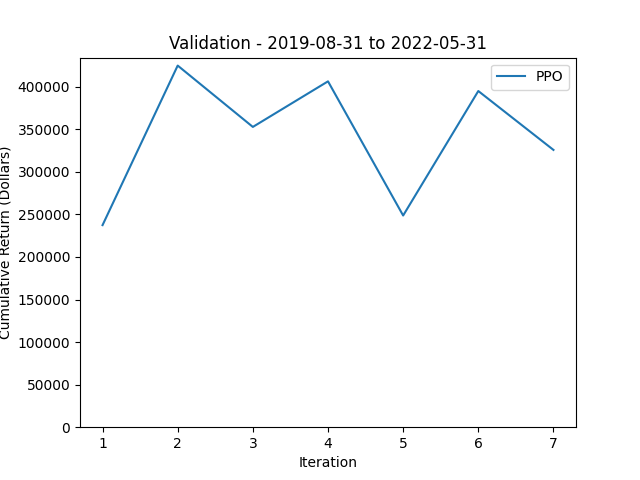 Validation - 2019-08-31 to 2022-05-31
PPO
Cumulative Return (Dollars)
400000
350000
300000
250000
200000
150000
100000
50000
0
1 2 3 4 5 6 7
Iteration